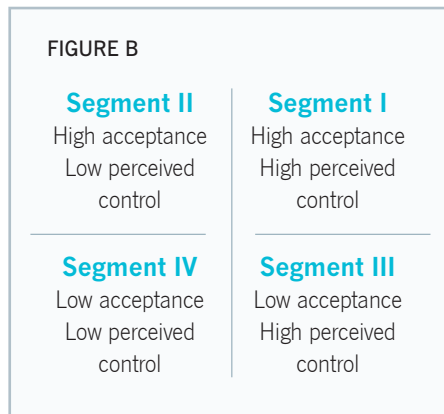 FIGURE B
Segment II
High acceptance
Low perceived
control
Segment I
High acceptance
High perceived
control
Segment IV
Low acceptance
Low perceived
control
Segment III
Low acceptance
High perceived
control